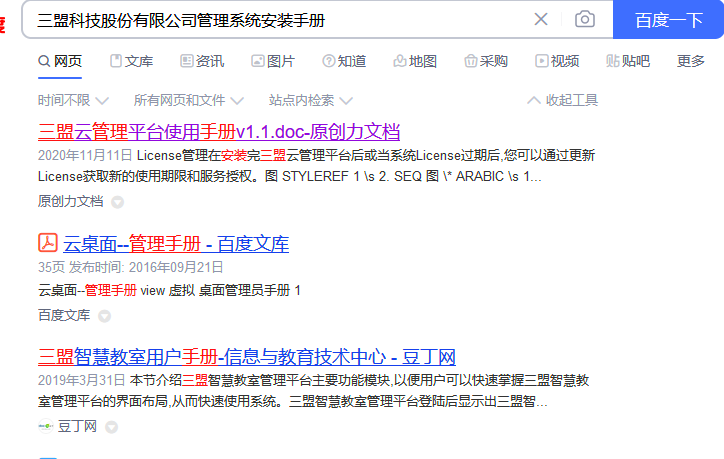 三盟科技股份有限公司管理系统安装手册
百度一下
网页 文库 资讯 图片 知道 地图 采购 视频 贴吧 更多
时间不限 所有网页和文件 站点内检索 收起工具
三盟云管理平台使用手册v1.1.doc-原创力文档
2020年11月11日 License管理在安装完三盟云管理平台后或当系统License过期后,您可以通过更新
License获取新的使用期限和服务授权。图 STYLEREF 1 \s 2. SEQ 图 \* ARABIC \s 1...
原创力文档
云桌面--管理手册 - 百度文库
35页 发布时间: 2016年09月21日
云桌面--管理手册 view 虚拟 桌面管理员手册 1
百度文库
三盟智慧教室用户手册-信息与教育技术中心 - 豆丁网
2019年3月31日 本节介绍三盟智慧教室管理平台主要功能模块,以便用户可以快速掌握三盟智慧教
室管理平台的界面布局,从而快速使用系统。三盟智慧教室管理平台登陆后显示出三盟智...
豆丁网